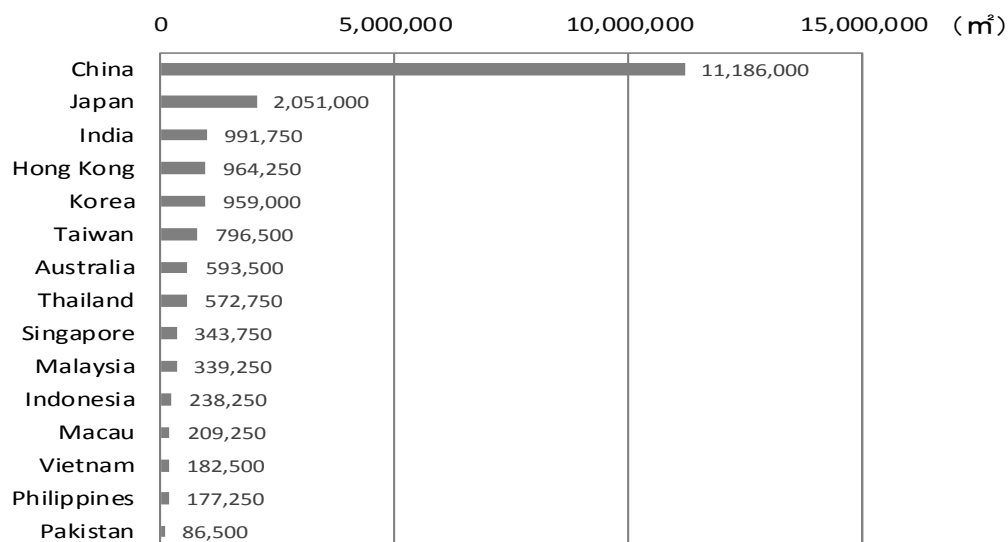 0 5,000,000 10,000,000 15,000,000 (㎡)
China 11,186,000
Japan 2,051,000
India 991,750
Hong Kong 964,250
Korea 959,000
Taiwan 796,500
Australia 593,500
Thailand 572,750
Singapore 343,750
Malaysia 339,250
Indonesia 238,250
Macau 209,250
Vietnam 182,500
Philippines 177,250
Pakistan 86,500